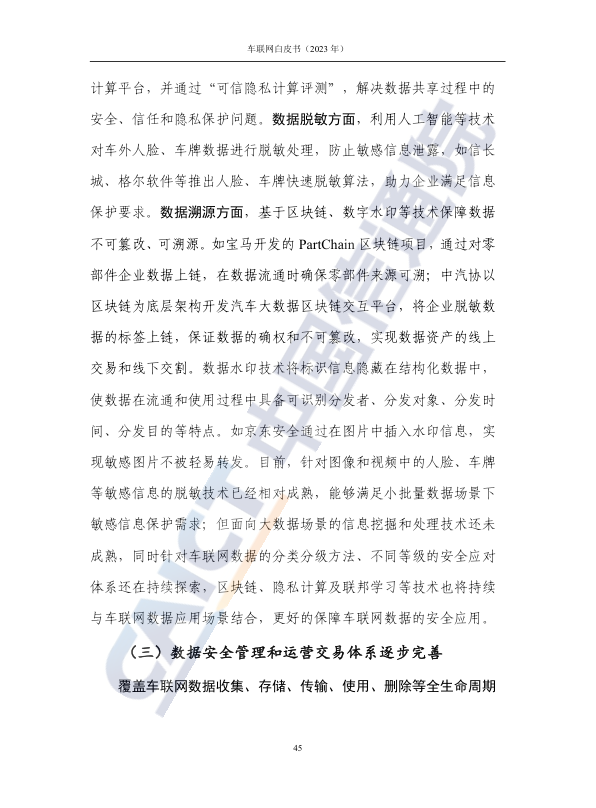 车联网白皮书（2023 年）
计算平台，并通过“可信隐私计算评测”，解决数据共享过程中的
安全、信任和隐私保护问题。数据脱敏方面，利用人工智能等技术
对车外人脸、车牌数据进行脱敏处理，防止敏感信息泄露，如信长
城、格尔软件等推出人脸、车牌快速脱敏算法，助力企业满足信息
保护要求。数据溯源方面，基于区块链、数字水印等技术保障数据
不可篡改、可溯源。如宝马开发的 PartChain 区块链项目，通过对零
部件企业数据上链，在数据流通时确保零部件来源可溯；中汽协以
区块链为底层架构开发汽车大数据区块链交互平台，将企业脱敏数
据的标签上链，保证数据的确权和不可篡改，实现数据资产的线上
交易和线下交割。数据水印技术将标识信息隐藏在结构化数据中，
使数据在流通和使用过程中具备可识别分发者、分发对象、分发时
间、分发目的等特点。如京东安全通过在图片中插入水印信息，实
现敏感图片不被轻易转发。目前，针对图像和视频中的人脸、车牌
等敏感信息的脱敏技术已经相对成熟，能够满足小批量数据场景下
敏感信息保护需求；但面向大数据场景的信息挖掘和处理技术还未
成熟，同时针对车联网数据的分类分级方法、不同等级的安全应对
体系还在持续探索，区块链、隐私计算及联邦学习等技术也将持续
与车联网数据应用场景结合，更好的保障车联网数据的安全应用。
（三）数据安全管理和运营交易体系逐步完善
覆盖车联网数据收集、存储、传输、使用、删除等全生命周期
45
CAICT 中国信通院